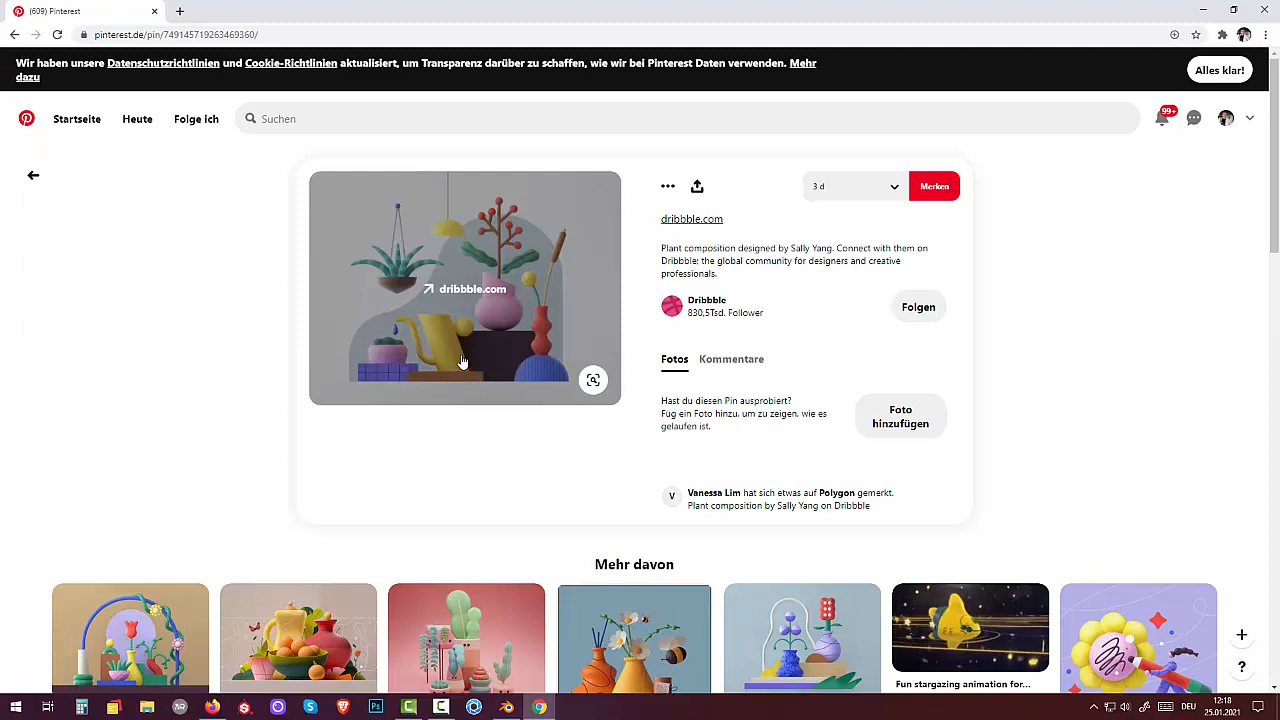 (609) Pinterest
pinterest.de/pin/749145719263469360/
Wir haben unsere Datenschutzrichtlinien und Cookie-Richtlinien aktualisiert, um Transparenz darüber zu schaffen, wie wir bei Pinterest Daten verwenden. Mehr
dazu
Alles klar!
Startseite
Heute
Folge ich
Suchen
99+
3 d
Merken
dribbble.com
dribbble.com
Plant composition designed by Sally Yang. Connect with them on
Dribbble; the global community for designers and creative
professionals.
Dribbble
830,5Tsd. Follower
Folgen
Fotos
Kommentare
Hast du diesen Pin ausprobiert?
Füg ein Foto hinzu, um zu zeigen, wie es
gelaufen ist.
Foto
hinzufügen
V
Vanessa Lim hat sich etwas auf Polygon gemerkt.
Plant composition by Sally Yang on Dribbble
Mehr davon
Fun stargazing animation for...
?
Ps
DEU
12:18
25.01.2021